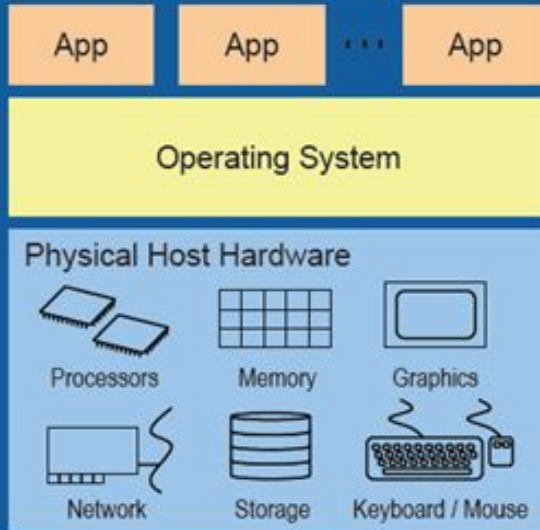 App App ... App
Operating System
Physical Host Hardware
Processors Memory Graphics
Network Storage Keyboard / Mouse